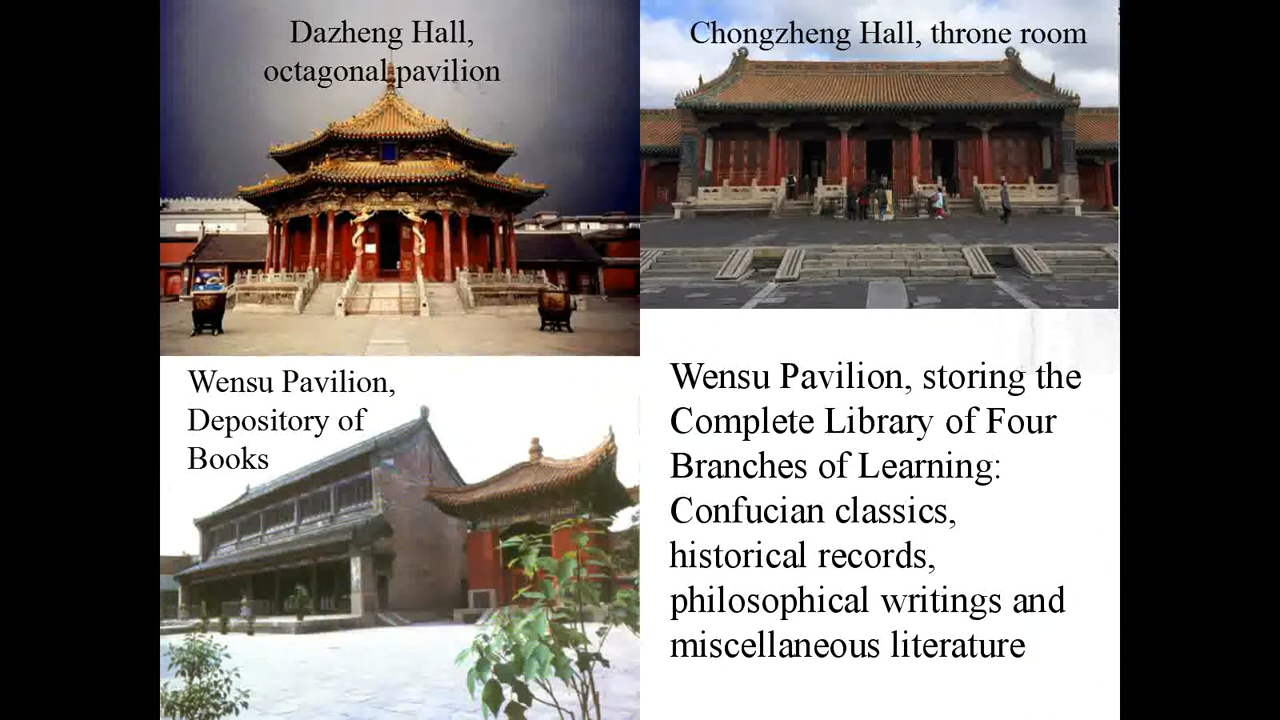 Dazheng Hall,
octagonal pavilion
Chongzheng Hall, throne room
Wensu Pavilion,
Depository of
Books
Wensu Pavilion, storing the
Complete Library of Four
Branches of Learning:
Confucian classics,
historical records,
philosophical writings and
miscellaneous literature